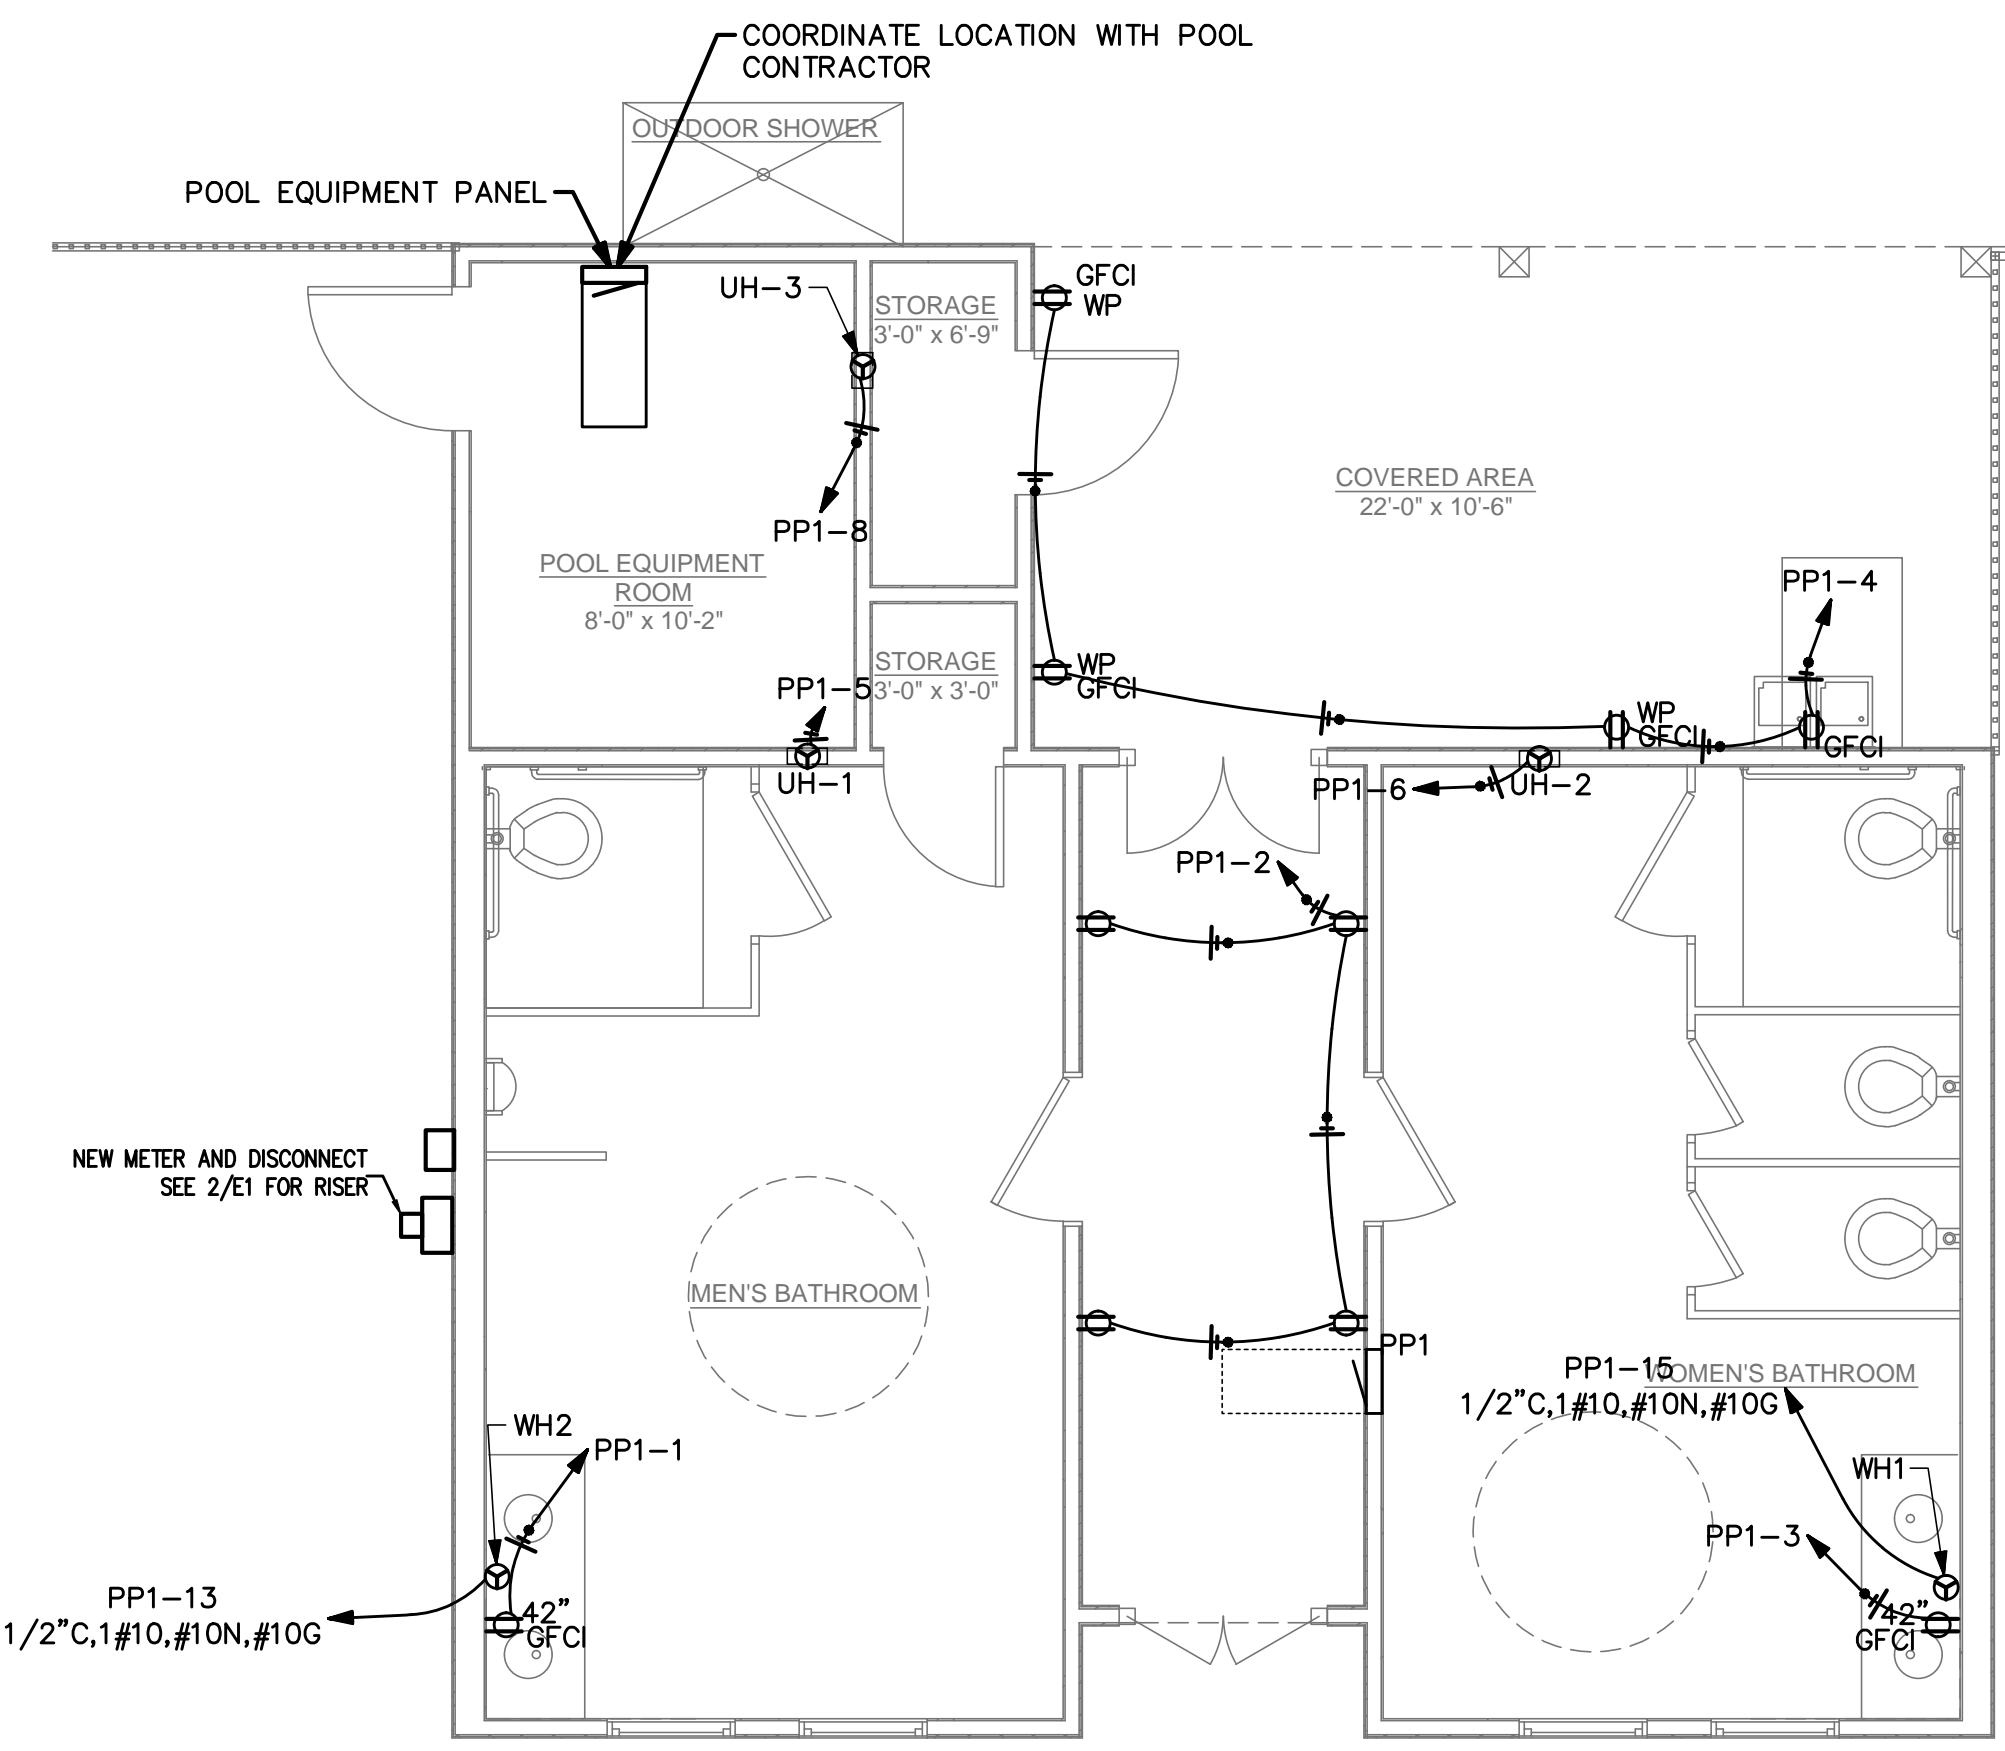 COORDINATE LOCATION WITH POOL
CONTRACTOR
OUTDOOR SHOWER
POOL EQUIPMENT PANEL
UH-3
STORAGE
3'-0" x 6'-9"
GFCI
WP
PP1-8
COVERED AREA
22'-0" x 10'-6"
POOL EQUIPMENT
ROOM
8'-0" x 10'-2"
PP1-4
STORAGE
3'-0" x 3'-0"
WP
GFCI
PP1-5
WP
GFCI
GFCI
UH-1
PP1-6
UH-2
PP1-2
NEW METER AND DISCONNECT
SEE 2/E1 FOR RISER
MEN'S BATHROOM
PP1
PP1-15
WOMEN'S BATHROOM
1/2"C,1#10,#10N,#10G
WH2
PP1-1
WH1
PP1-3
PP1-13
1/2"C,1#10,#10N,#10G
42"
GFCI
42"
GFCI